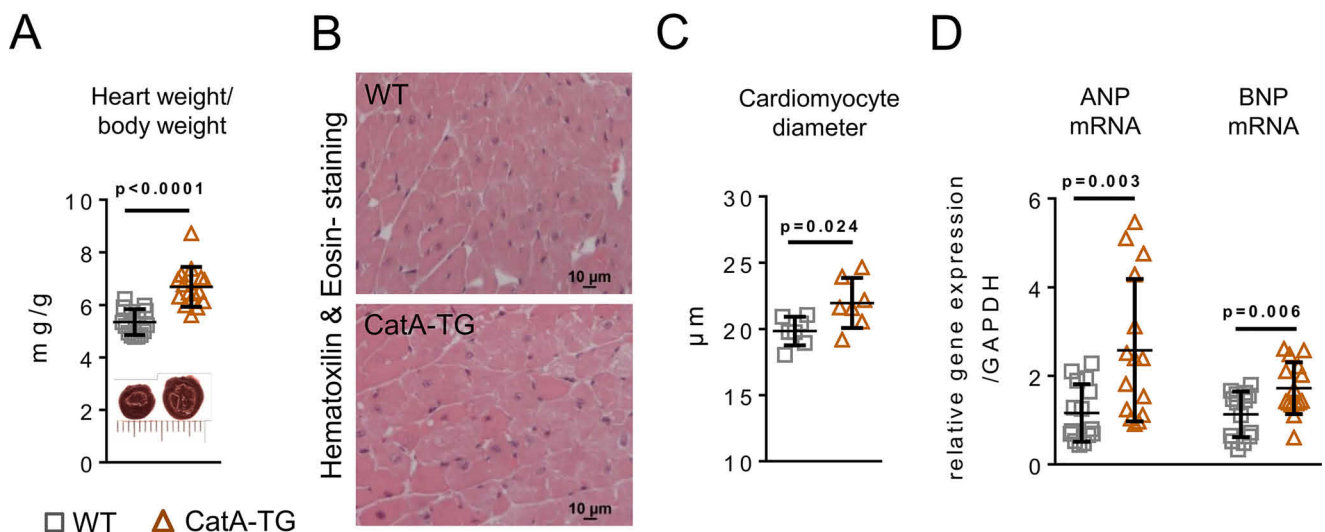 A
Heart weight/
body weight
p<0.0001
mg/g
10
8
6
4
2
0
WT
CatA-TG
B
Hematoxilin & Eosin- staining
WT
10 µm
CatA-TG
10 µm
C
Cardiomyocyte
diameter
µm
p=0.024
30
25
20
15
10
D
ANP
mRNA
BNP
mRNA
relative gene expression
/GAPDH
p=0.003
p=0.006
6
4
2
0